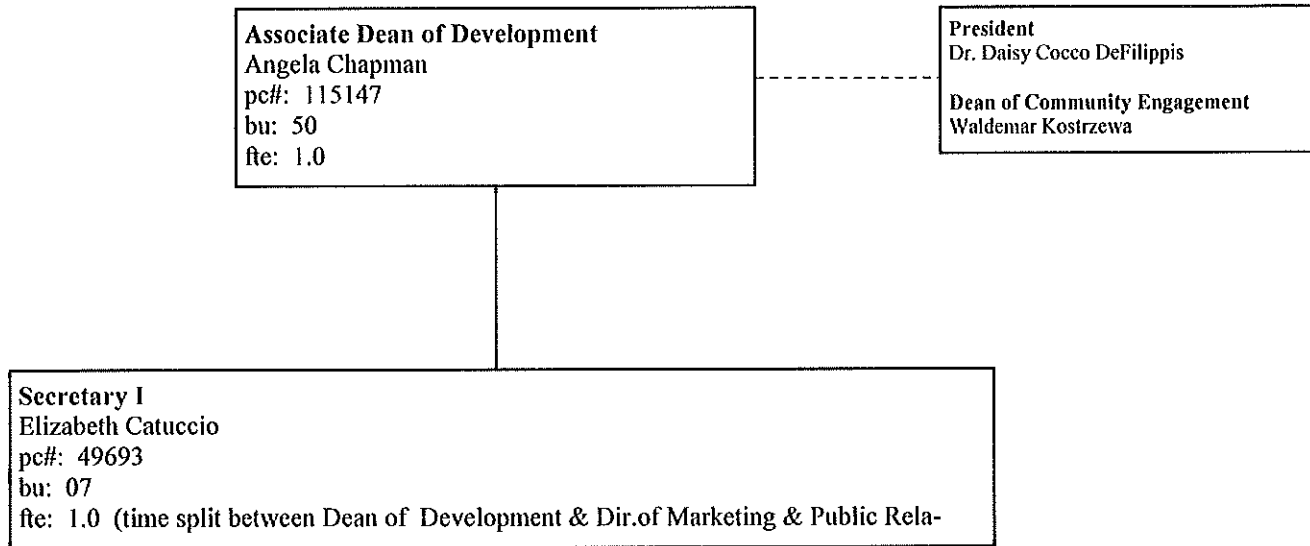 Associate Dean of Development
Angela Chapman
pc#: 115147
bu: 50
fte: 1.0
President
Dr. Daisy Cocco DeFilippis
Dean of Community Engagement
Waldemar Kostrzewa
Secretary I
Elizabeth Catuccio
pc#: 49693
bu: 07
fte: 1.0 (time split between Dean of Development & Dir.of Marketing & Public Rela-